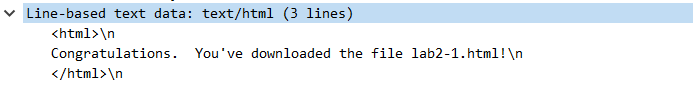 Line-based text data: text/html (3 lines)
<html>\n
Congratulations.  You've downloaded the file lab2-1.html!\n
</html>\n